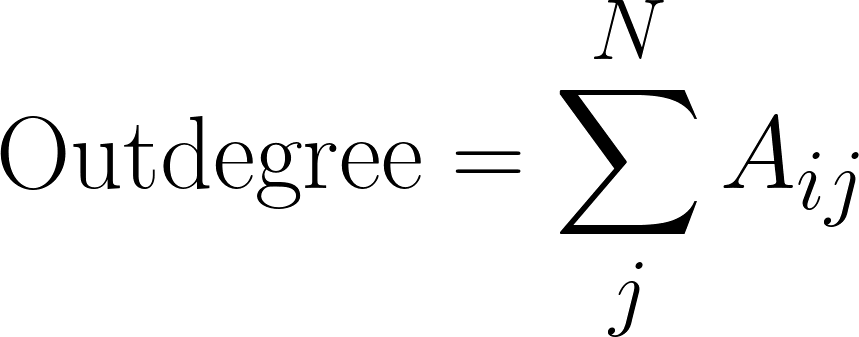 Outdegree = \sum_{j}^{N} A_{ij}